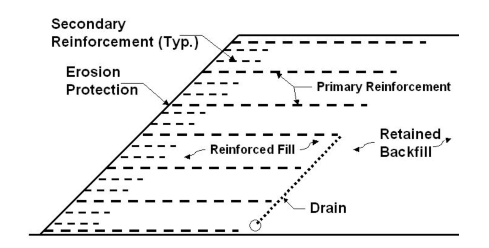 Secondary
Reinforcement (Typ.)
Erosion
Protection
Primary Reinforcement
Reinforced Fill
Retained
Backfill
Drain